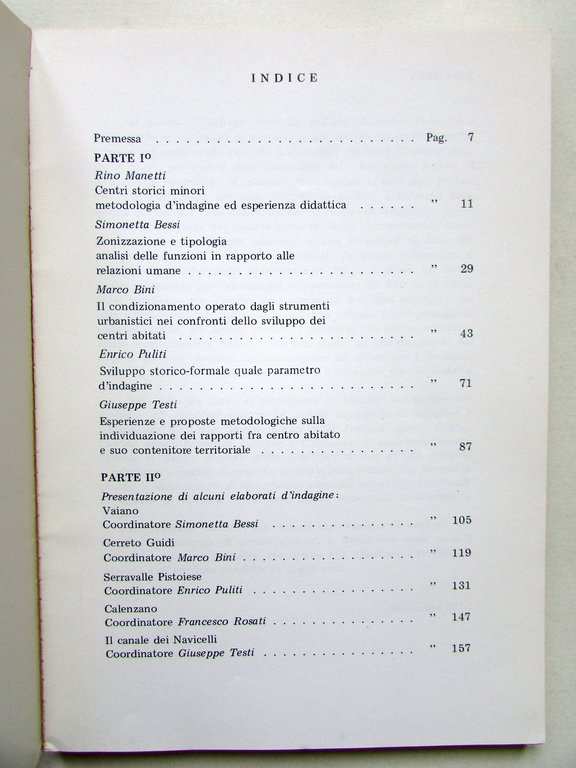 INDICE
Premessa . . . . . . . . . . . . . . . . . . . . . . . . . . Pag. 7
PARTE Iº
Rino Manetti
Centri storici minori
metodologia d'indagine ed esperienza didattica . . . . . . " 11
Simonetta Bessi
Zonizzazione e tipologia
analisi delle funzioni in rapporto alle
relazioni umane . . . . . . . . . . . . . . . . . . . . . . . " 29
Marco Bini
Il condizionamento operato dagli strumenti
urbanistici nei confronti dello sviluppo dei
centri abitati . . . . . . . . . . . . . . . . . . . . . . . . " 43
Enrico Puliti
Sviluppo storico-formale quale parametro
d'indagine . . . . . . . . . . . . . . . . . . . . . . . . . . " 71
Giuseppe Testi
Esperienze e proposte metodologiche sulla
individuazione dei rapporti fra centro abitato
e suo contenitore territoriale . . . . . . . . . . . . . . . . " 87
PARTE IIº
Presentazione di alcuni elaborati d'indagine:
Vaiano
Coordinatore Simonetta Bessi . . . . . . . . . . . . . . . " 105
Cerreto Guidi
Coordinatore Marco Bini . . . . . . . . . . . . . . . . . " 119
Serravalle Pistoiese
Coordinatore Enrico Puliti . . . . . . . . . . . . . . . . " 131
Calenzano
Coordinatore Francesco Rosati . . . . . . . . . . . . . . " 147
Il canale dei Navicelli
Coordinatore Giuseppe Testi . . . . . . . . . . . . . . . " 157